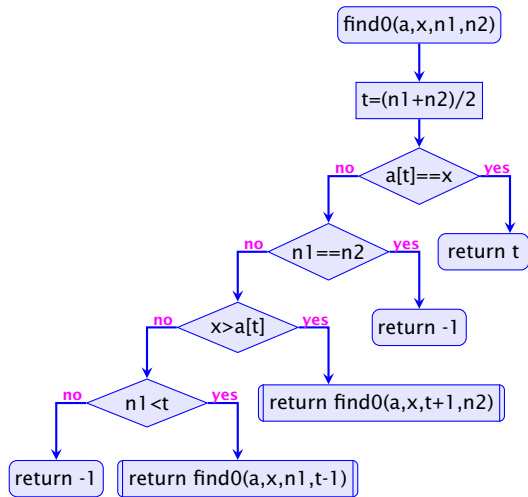 find0(a,x,n1,n2)
t=(n1+n2)/2
a[t]==x
no
yes
return t
n1==n2
no
yes
return -1
x>a[t]
no
yes
return find0(a,x,t+1,n2)
n1<t
no
yes
return -1
return find0(a,x,n1,t-1)